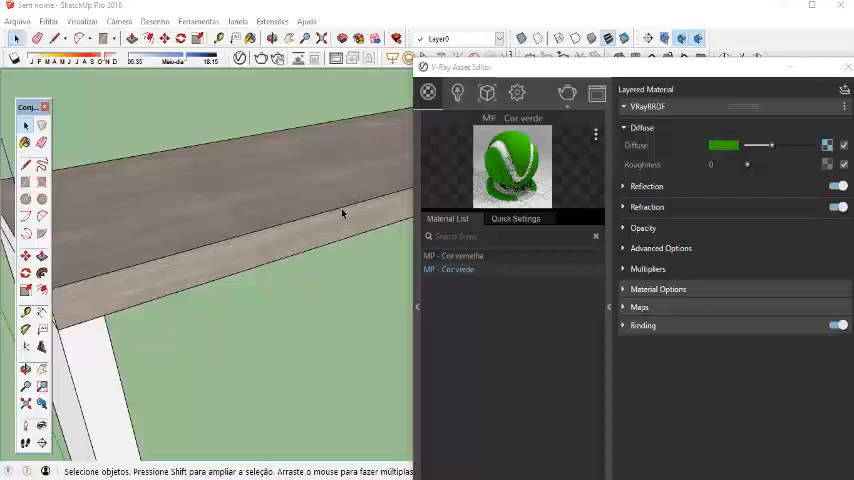 Sem nome - SketchUp Pro 2018
Arquivo Editar Visualizar Câmera Desenho Ferramentas Janela Extensões Ajuda
✓ Layer0
J F M A M J J A S O N D 05:35 Meio-dia 18:15
V-Ray Asset Editor
Conj...
MP Cor verde
Material List Quick Settings
MP - Cor vermelha
MP - Cor verde
Layered Material
VRayBRDF
Diffuse
Diffuse
Roughness 0
Reflection
Refraction
Opacity
Advanced Options
Multipliers
Material Options
Maps
Binding
Selecione objetos. Pressione Shift para ampliar a seleção. Arraste o mouse para fazer múltiplas